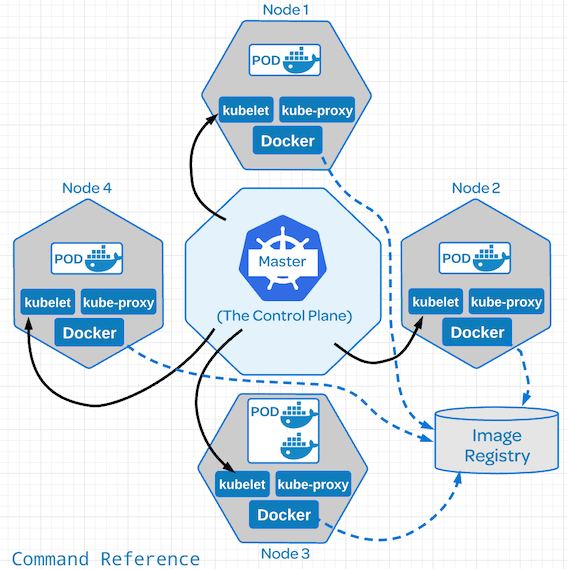 Node 1
POD
kubelet kube-proxy
Docker
Node 4
POD
kubelet kube-proxy
Docker
Master
(The Control Plane)
Node 2
POD
kubelet kube-proxy
Docker
POD
kubelet kube-proxy
Docker
Node 3
Image
Registry
Command Reference